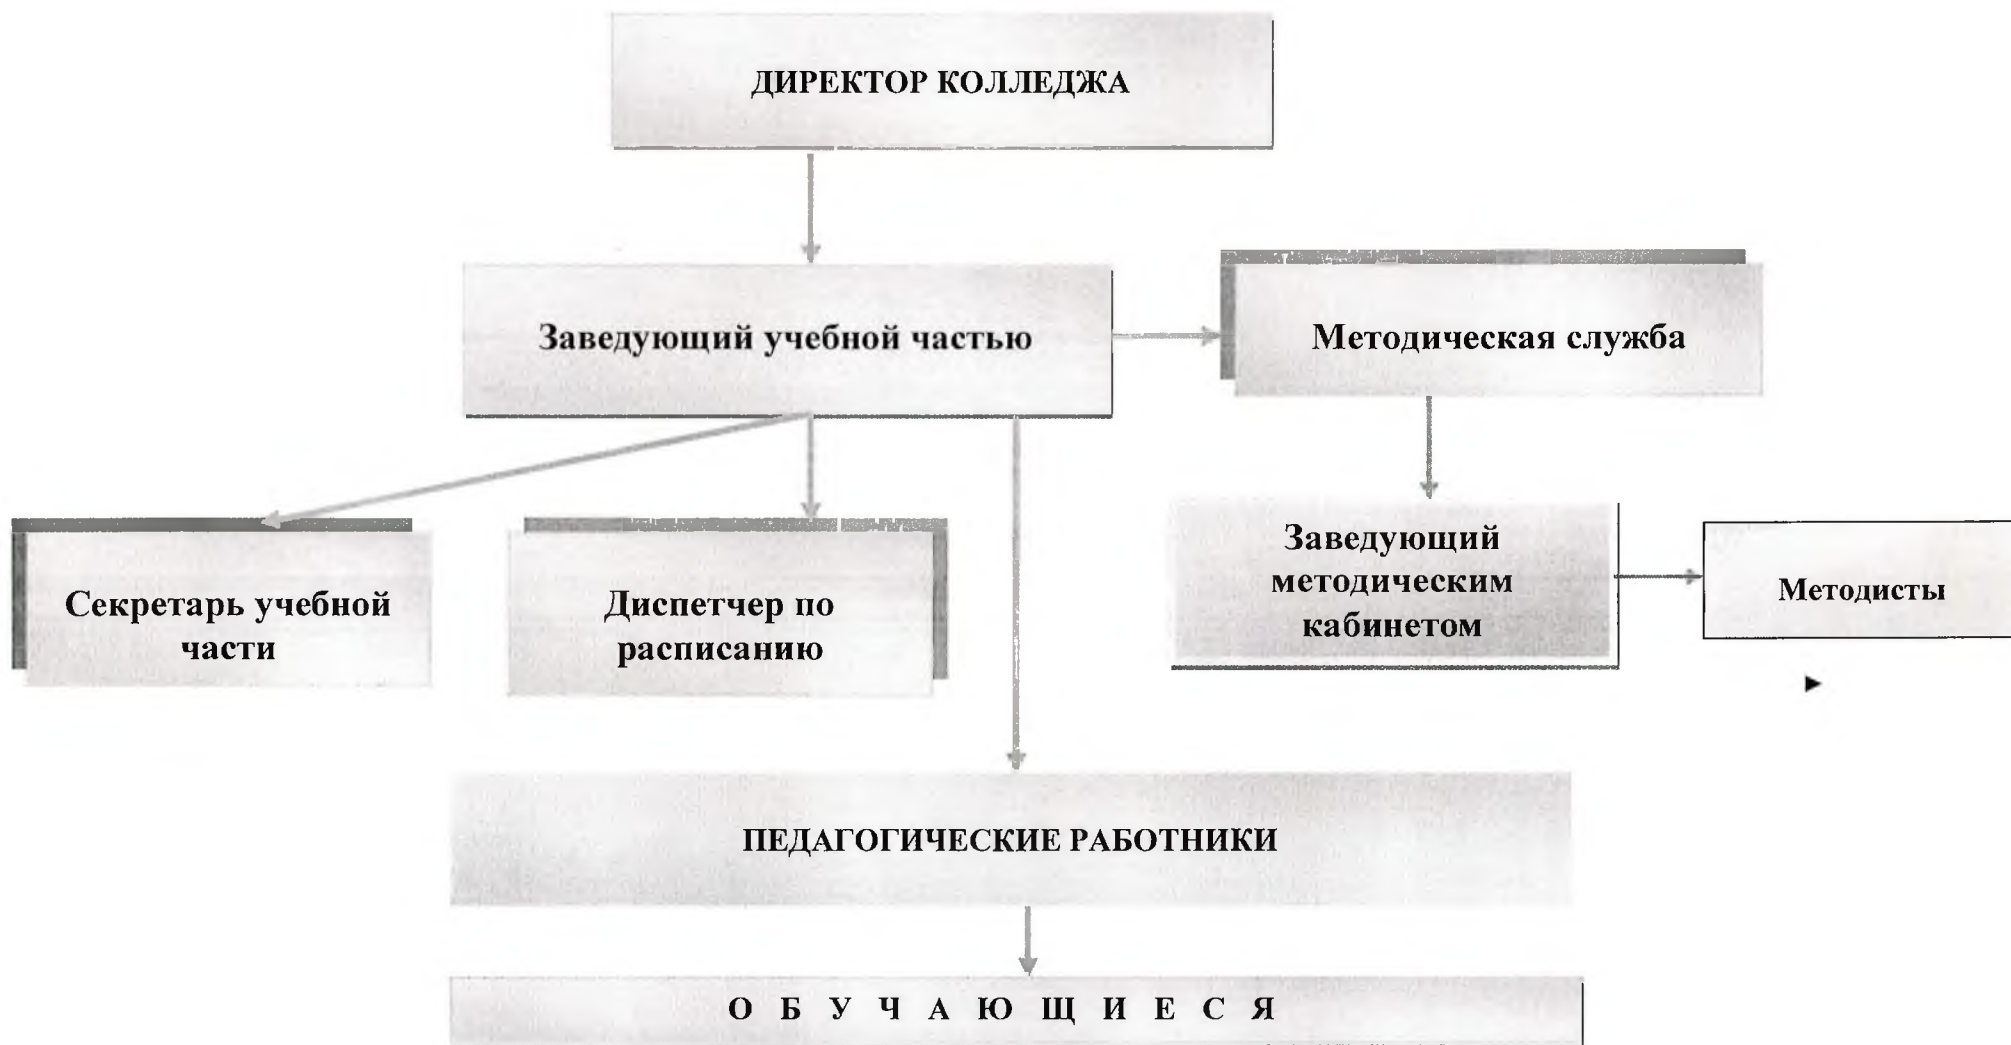 ДИРЕКТОР КОЛЛЕДЖА
Заведующий учебной частью
Методическая служба
Секретарь учебной
части
Диспетчер по
расписанию
Заведующий
методическим
кабинетом
Методисты
ПЕДАГОГИЧЕСКИЕ РАБОТНИКИ
О Б У Ч А Ю Щ И Е С Я